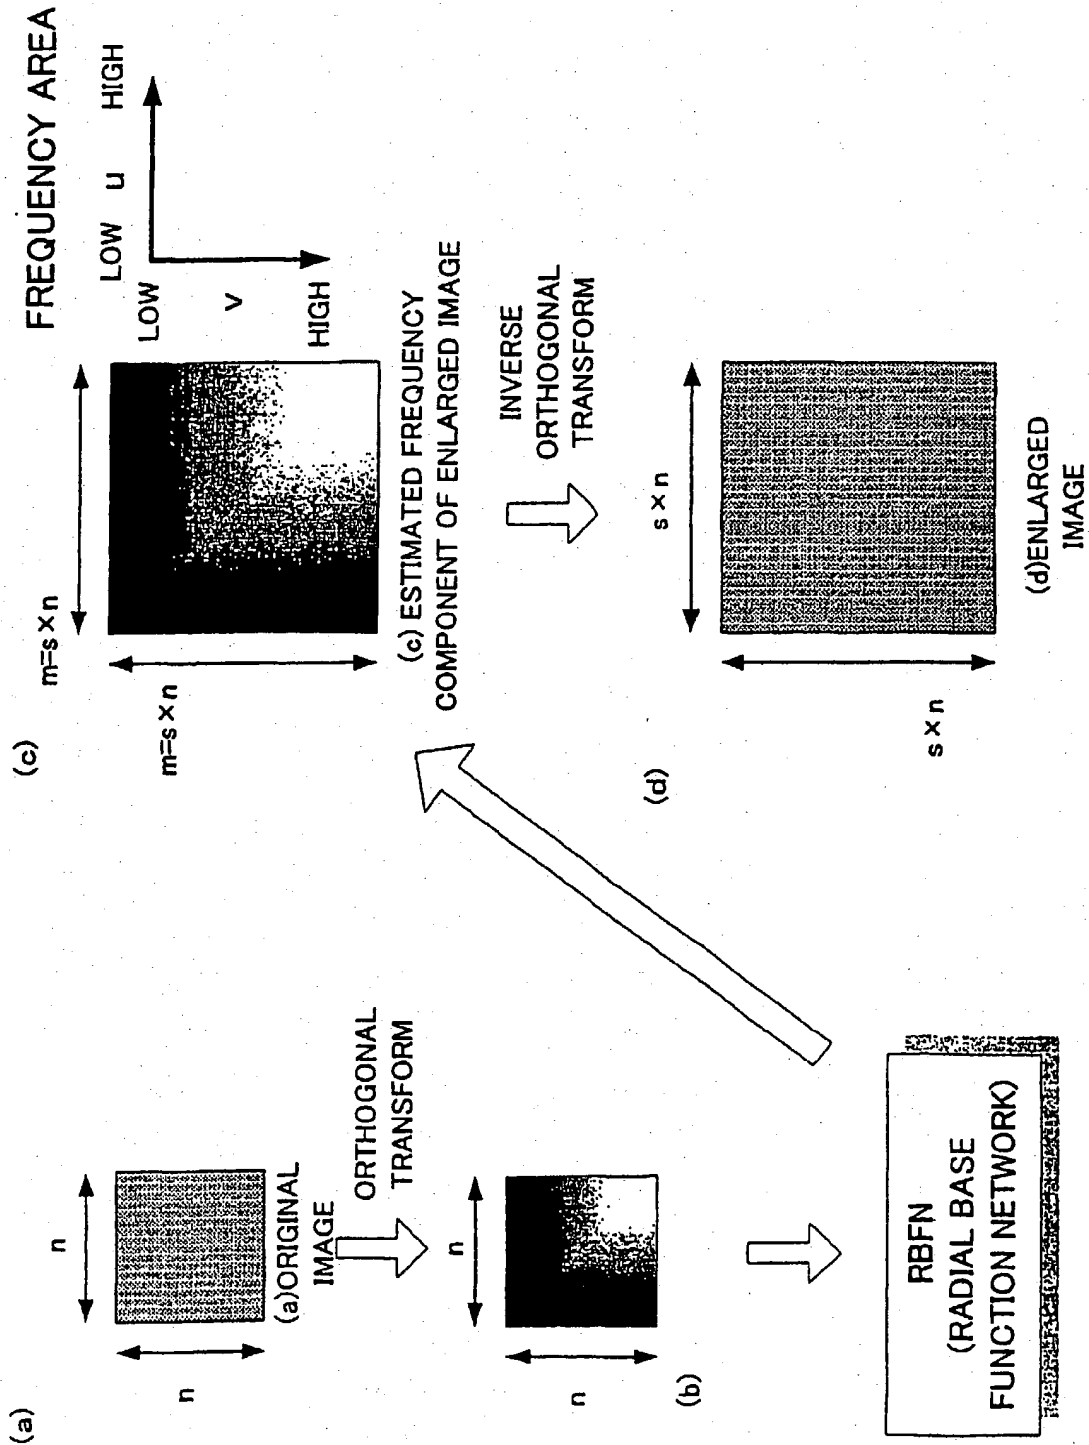 (a)
n
n
(a)ORIGINAL
IMAGE
ORTHOGONAL
TRANSFORM
n
n
(b)
RBFN
(RADIAL BASE
FUNCTION NETWORK)
(c)
m=s×n
m=s×n
FREQUENCY AREA
LOW u HIGH
LOW
v
HIGH
(c) ESTIMATED FREQUENCY
COMPONENT OF ENLARGED IMAGE
INVERSE
ORTHOGONAL
TRANSFORM
(d)
s×n
s×n
(d)ENLARGED
IMAGE